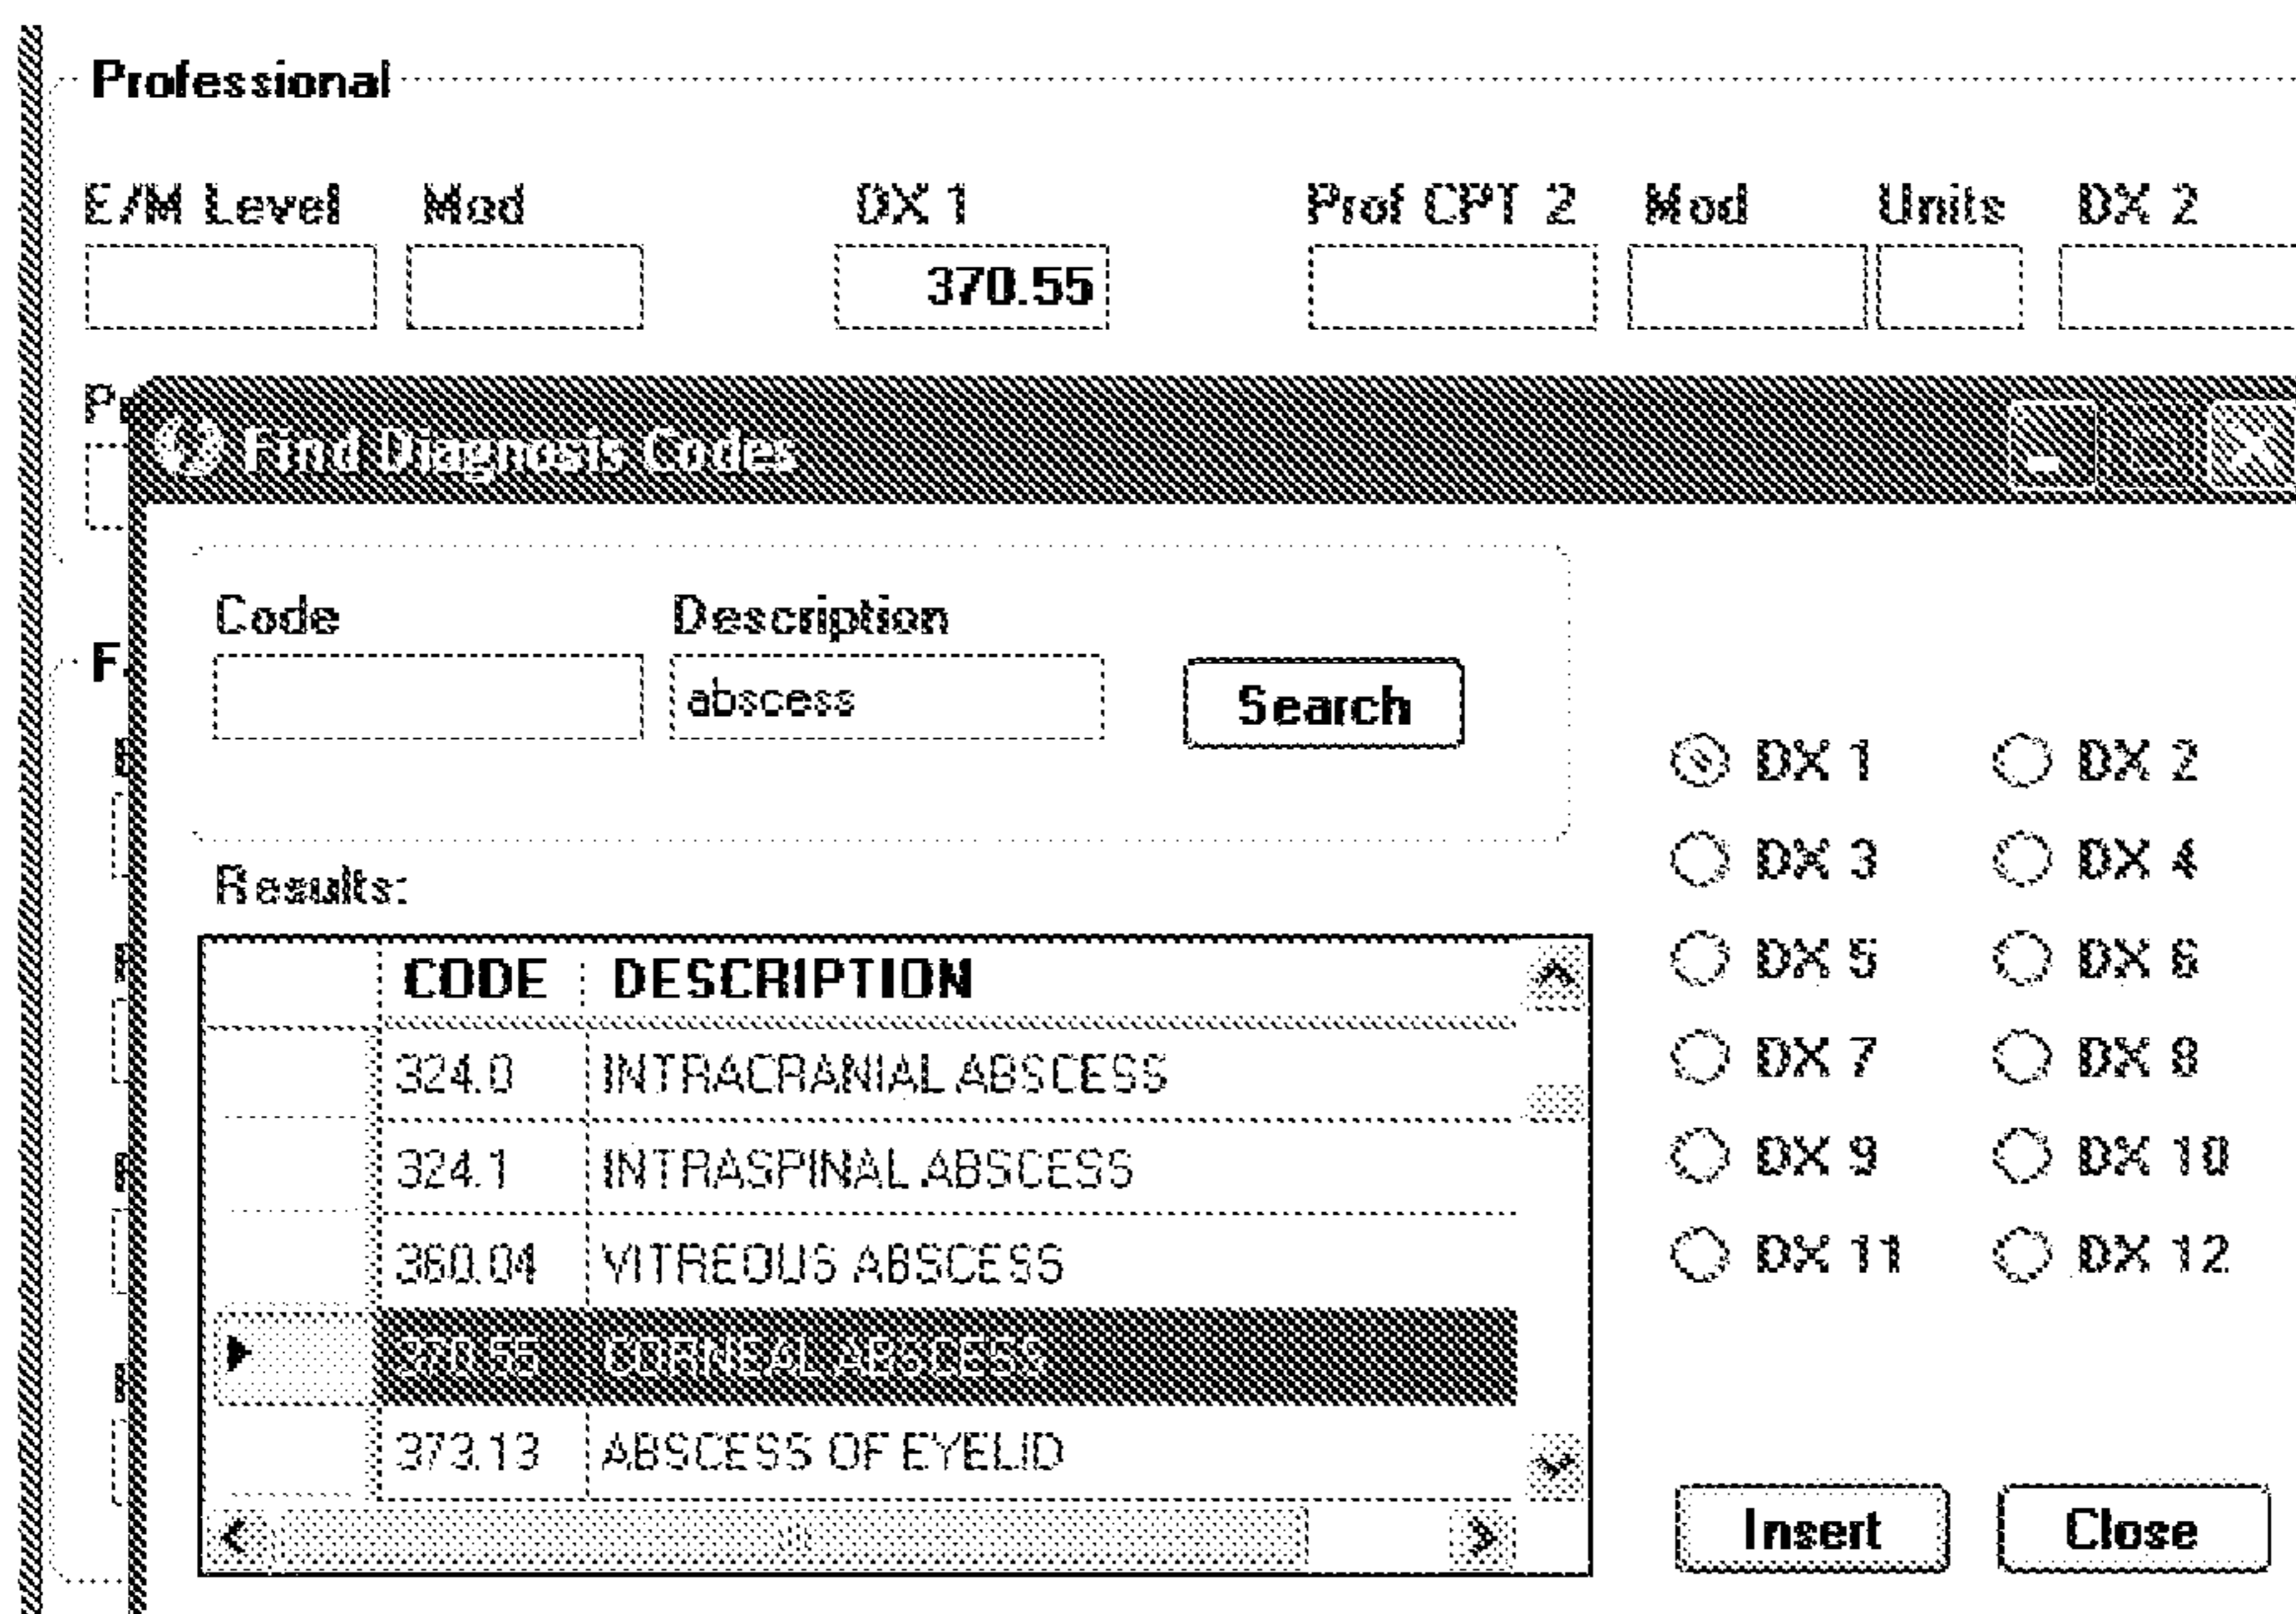 Professional
E/M Level Mod DX 1 Prof CPT 2 Mod Units DX 2
370.55
Find Diagnosis Codes
Code Description
F
abscess Search
DX 1 DX 2
DX 3 DX 4
Results:
DX 5 DX 6
CODE DESCRIPTION
324.0 INTRACRANIAL ABSCESS
DX 7 DX 8
324.1 INTRASPINAL ABSCESS
DX 9 DX 10
360.04 VITREOUS ABSCESS
DX 11 DX 12
370.55 CORNEAL ABSCESS
373.13 ABSCESS OF EYELID
Insert Close